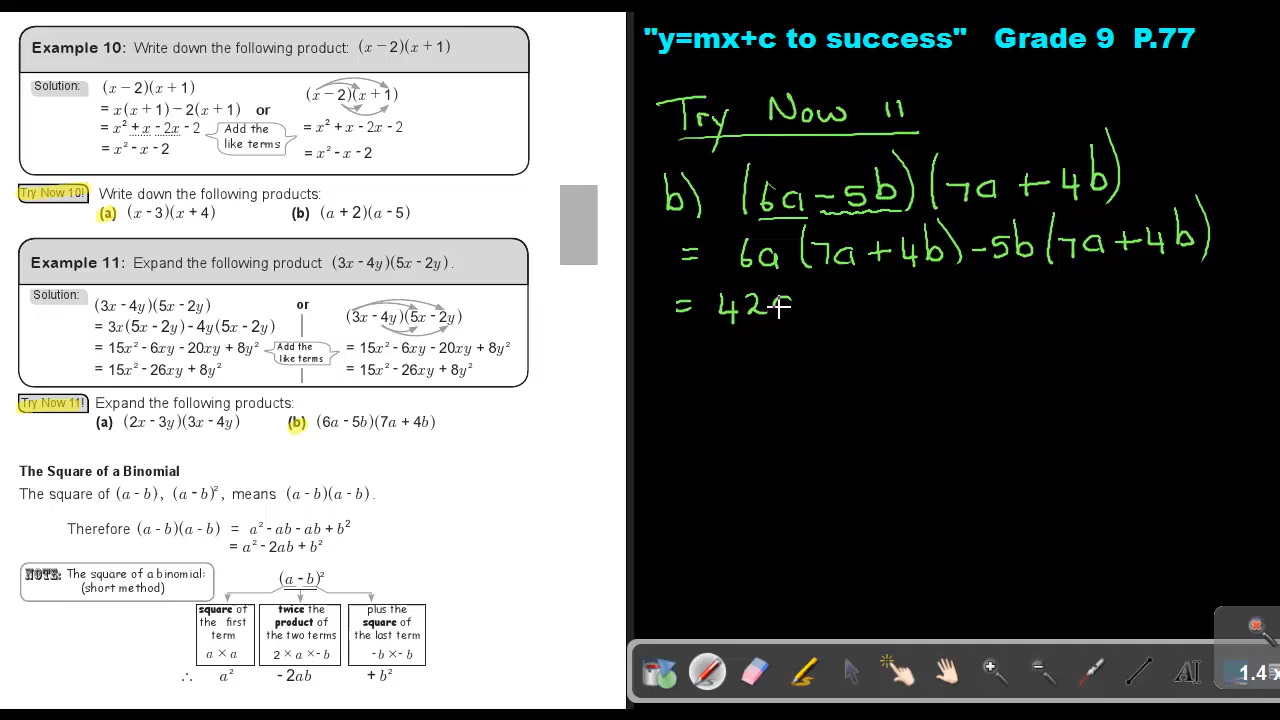 Example 10: Write down the following product: (x − 2)(x + 1)
Solution:
(x − 2)(x + 1)
= x(x + 1) − 2(x + 1) or
= x² + x - 2x - 2
= x² - x - 2
Add the
like terms
(x − 2)(x + 1)
= x² + x - 2x - 2
= x² - x - 2
Try Now 10! Write down the following products:
(a) (x - 3)(x + 4) (b) (a + 2)(a - 5)
Example 11: Expand the following product (3x - 4y)(5x - 2y).
Solution:
(3x - 4y)(5x - 2y)
= 3x(5x - 2y) - 4y(5x - 2y)
= 15x² - 6xy - 20xy + 8y²
= 15x² - 26xy + 8y²
or
Add the
like terms
(3x - 4y)(5x - 2y)
= 15x² - 6xy - 20xy + 8y²
= 15x² - 26xy + 8y²
Try Now 11! Expand the following products:
(a) (2x - 3y)(3x - 4y) (b) (6a - 5b)(7a + 4b)
The Square of a Binomial
The square of (a - b), (a - b)², means (a - b)(a - b).
Therefore (a - b)(a - b) = a² - ab - ab + b²
= a² - 2ab + b²
NOTE: The square of a binomial:
(short method)
(a - b)²
square of
the first
term
a × a
twice the
product of
the two terms
2 × a × - b
plus the
square of
the last term
-b × - b
∴ a² - 2ab + b²
"y=mx+c to success" Grade 9 P.77
Try Now 11
b) (6a - 5b)(7a + 4b)
= 6a(7a + 4b) - 5b(7a + 4b)
= 42a
AI
1.4 x